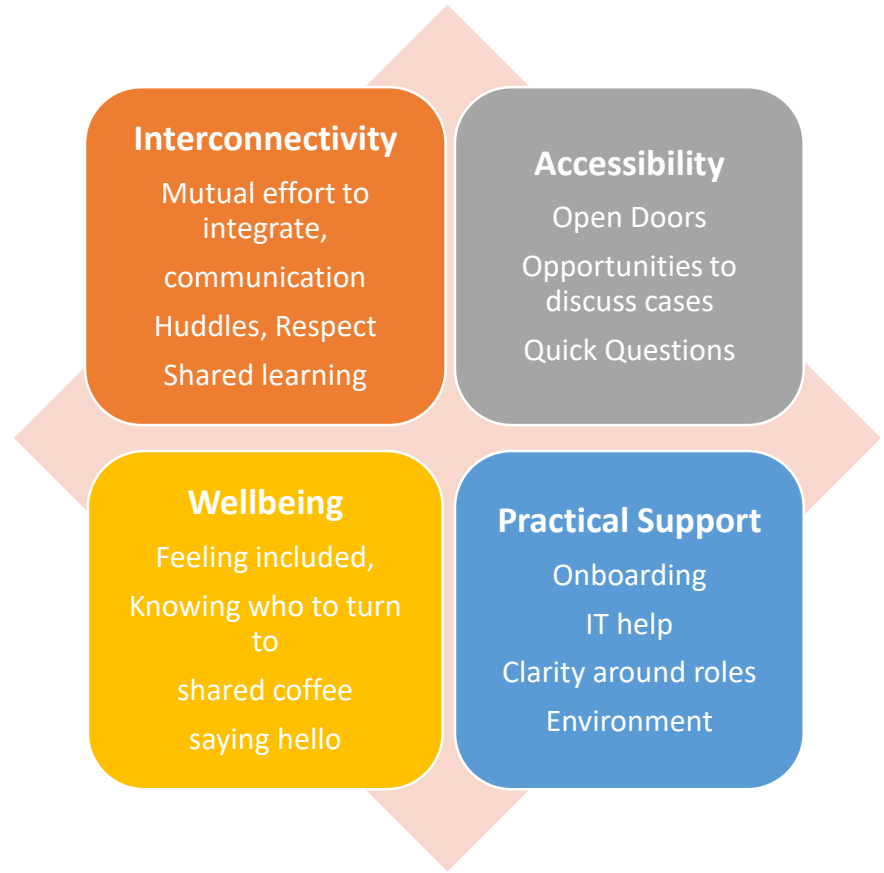 Interconnectivity
Mutual effort to
integrate,
communication
Huddles, Respect
Shared learning
Accessibility
Open Doors
Opportunities to
discuss cases
Quick Questions
Wellbeing
Feeling included,
Knowing who to turn
to
shared coffee
saying hello
Practical Support
Onboarding
IT help
Clarity around roles
Environment